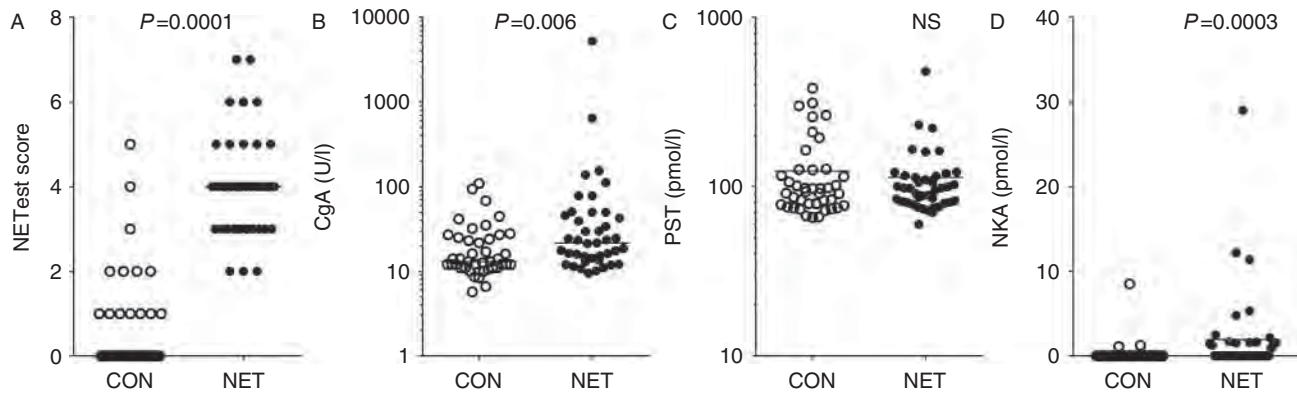 A
P=0.0001
NETest score
8
6
4
2
0
CON
NET
B
P=0.006
CgA (U/l)
10000
1000
100
10
1
CON
NET
C
NS
PST (pmol/l)
1000
100
10
CON
NET
D
P=0.0003
NKA (pmol/l)
40
30
20
10
0
CON
NET